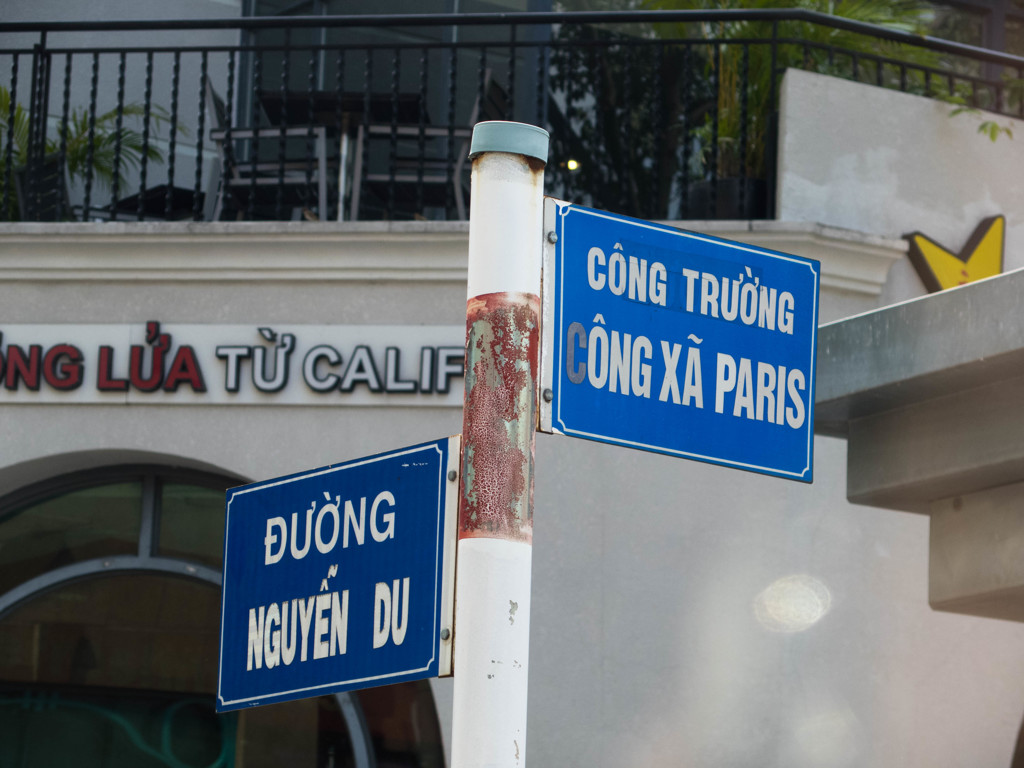 CÔNG TRƯỜNG
CÔNG XÃ PARIS
LỬA TỪ CALIF
ĐƯỜNG
NGUYỄN DU